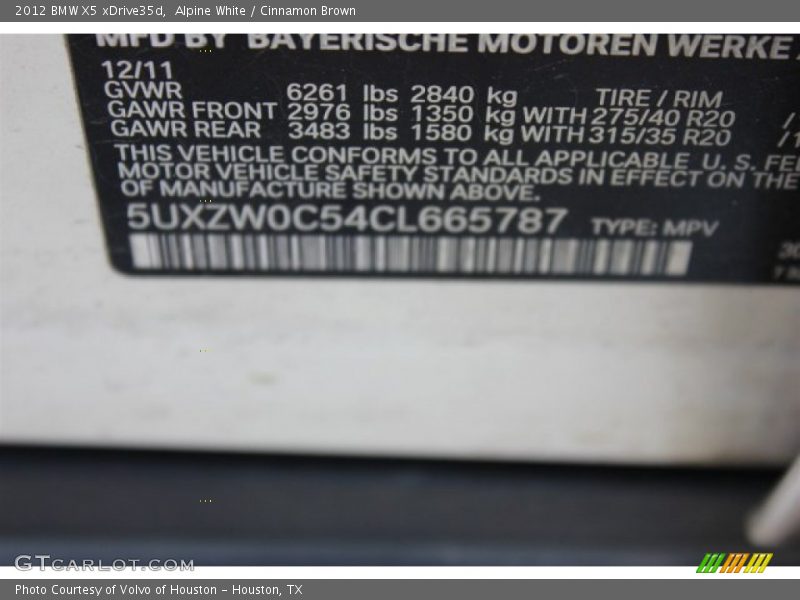 2012 BMW X5 xDrive35d, Alpine White / Cinnamon Brown
MFD BY BAYERISCHE MOTOREN WERKE
12/11
GVWR 6261 lbs 2840 kg TIRE / RIM
GAWR FRONT 2976 lbs 1350 kg WITH 275/40 R20 /
GAWR REAR 3483 lbs 1580 kg WITH 315/35 R20 /1
THIS VEHICLE CONFORMS TO ALL APPLICABLE U. S. FE
MOTOR VEHICLE SAFETY STANDARDS IN EFFECT ON THE
OF MANUFACTURE SHOWN ABOVE.
5UXZW0C54CL665787 TYPE: MPV
GTCARLOT.COM
Photo Courtesy of Volvo of Houston – Houston, TX